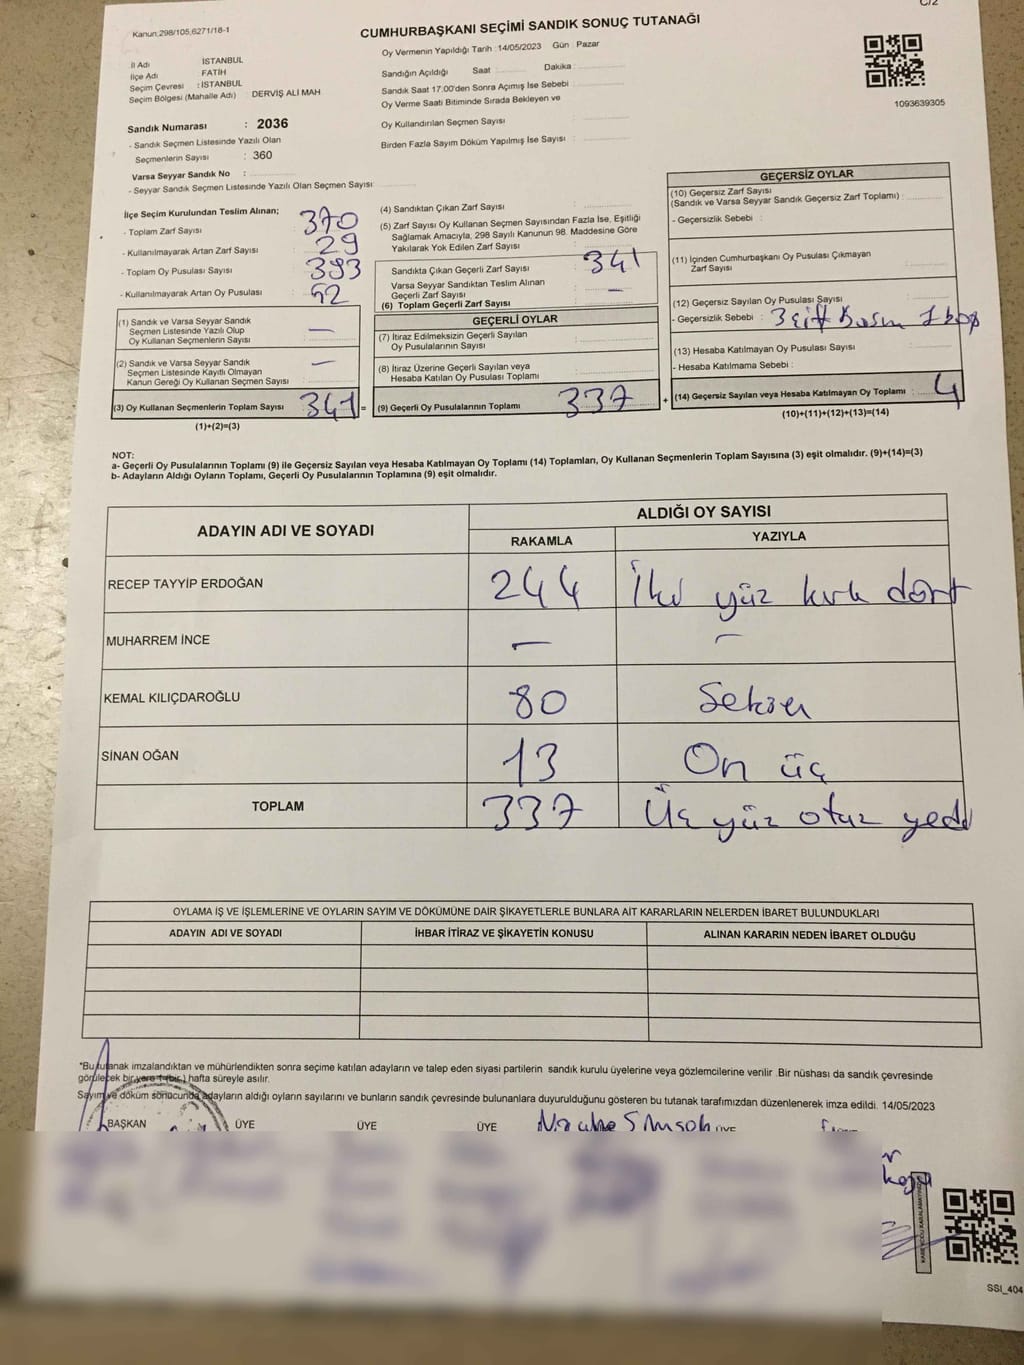 C/2
Kanun.298/105,6271/18-1
CUMHURBAŞKANI SEÇİMİ SANDIK SONUÇ TUTANAĞI
Oy Vermenin Yapıldığı Tarih :14/05/2023 Gün : Pazar
İl Adı : İSTANBUL
İlçe Adı : FATİH
Seçim Çevresi : İSTANBUL
Seçim Bölgesi (Mahalle Adı) : DERVİŞ ALİ MAH
Sandığın Açıldığı Saat : Dakika :
Sandık Saat 17:00'den Sonra Açımış İse Sebebi :
Oy Verme Saati Bitiminde Sırada Bekleyen ve
Oy Kullandırılan Seçmen Sayısı :
Birden Fazla Sayım Döküm Yapılmış İse Sayısı :
1093639305
Sandık Numarası : 2036
- Sandık Seçmen Listesinde Yazılı Olan
Seçmenlerin Sayısı : 360
Varsa Seyyar Sandık No :
- Seyyar Sandık Seçmen Listesinde Yazılı Olan Seçmen Sayısı:
İlçe Seçim Kurulundan Teslim Alınan;
- Toplam Zarf Sayısı : 370
- Kullanılmayarak Artan Zarf Sayısı : 29
- Toplam Oy Pusulası Sayısı : 393
- Kullanılmayarak Artan Oy Pusulası : 52
(1) Sandık ve Varsa Seyyar Sandık
Seçmen Listesinde Yazılı Olup
Oy Kullanan Seçmenlerin Sayısı : —
(2) Sandık ve Varsa Seyyar Sandık
Seçmen Listesinde Kayıtlı Olmayan
Kanun Gereği Oy Kullanan Seçmen Sayısı : —
(3) Oy Kullanan Seçmenlerin Toplam Sayısı : 341 =
(1)+(2)=(3)
(4) Sandıktan Çıkan Zarf Sayısı :
(5) Zarf Sayısı Oy Kullanan Seçmen Sayısından Fazla İse, Eşitliği
Sağlamak Amacıyla, 298 Sayılı Kanunun 98. Maddesine Göre
Yakılarak Yok Edilen Zarf Sayısı :
Sandıkta Çıkan Geçerli Zarf Sayısı : 341
Varsa Seyyar Sandıktan Teslim Alınan
Geçerli Zarf Sayısı : —
(6) Toplam Geçerli Zarf Sayısı :
GEÇERLİ OYLAR
(7) İtiraz Edilmeksizin Geçerli Sayılan
Oy Pusulalarının Sayısı :
(8) İtiraz Üzerine Geçerli Sayılan veya
Hesaba Katılan Oy Pusulası Toplamı :
(9) Geçerli Oy Pusulalarının Toplamı : 337 +
GEÇERSİZ OYLAR
(10) Geçersiz Zarf Sayısı
(Sandık ve Varsa Seyyar Sandık Geçersiz Zarf Toplamı) :
- Geçersizlik Sebebi :
(11) İçinden Cumhurbaşkanı Oy Pusulası Çıkmayan
Zarf Sayısı :
(12) Geçersiz Sayılan Oy Pusulası Sayısı :
- Geçersizlik Sebebi : 3 çift Basım 1 boş
(13) Hesaba Katılmayan Oy Pusulası Sayısı :
- Hesaba Katılmama Sebebi :
(14) Geçersiz Sayılan veya Hesaba Katılmayan Oy Toplamı : 4
(10)+(11)+(12)+(13)=(14)
NOT:
a- Geçerli Oy Pusulalarının Toplamı (9) ile Geçersiz Sayılan veya Hesaba Katılmayan Oy Toplamı (14) Toplamları, Oy Kullanan Seçmenlerin Toplam Sayısına (3) eşit olmalıdır. (9)+(14)=(3)
b- Adayların Aldığı Oyların Toplamı, Geçerli Oy Pusulalarının Toplamına (9) eşit olmalıdır.
ADAYIN ADI VE SOYADI ALDIĞI OY SAYISI
RAKAMLA YAZIYLA
RECEP TAYYİP ERDOĞAN 244 İki yüz kırk dört
MUHARREM İNCE — —
KEMAL KILIÇDAROĞLU 80 Seksen
SİNAN OĞAN 13 On üç
TOPLAM 337 Üç yüz otuz yedi
OYLAMA İŞ VE İŞLEMLERİNE VE OYLARIN SAYIM VE DÖKÜMÜNE DAİR ŞİKAYETLERLE BUNLARA AİT KARARLARIN NELERDEN İBARET BULUNDUKLARI
ADAYIN ADI VE SOYADI İHBAR İTİRAZ VE ŞİKAYETİN KONUSU ALINAN KARARIN NEDEN İBARET OLDUĞU
*Bu tutanak imzalandıktan ve mühürlendikten sonra seçime katılan adayların ve talep eden siyasi partilerin sandık kurulu üyelerine veya gözlemcilerine verilir .Bir nüshası da sandık çevresinde
görülecek bir yere 1 (bir ) hafta süreyle asılır.
Sayım ve döküm sonucunda adayların aldığı oyların sayılarını ve bunların sandık çevresinde bulunanlara duyurulduğunu gösteren bu tutanak tarafımızdan düzenlenerek imza edildi. 14/05/2023
BAŞKAN ÜYE ÜYE ÜYE ÜYE
SSI_404